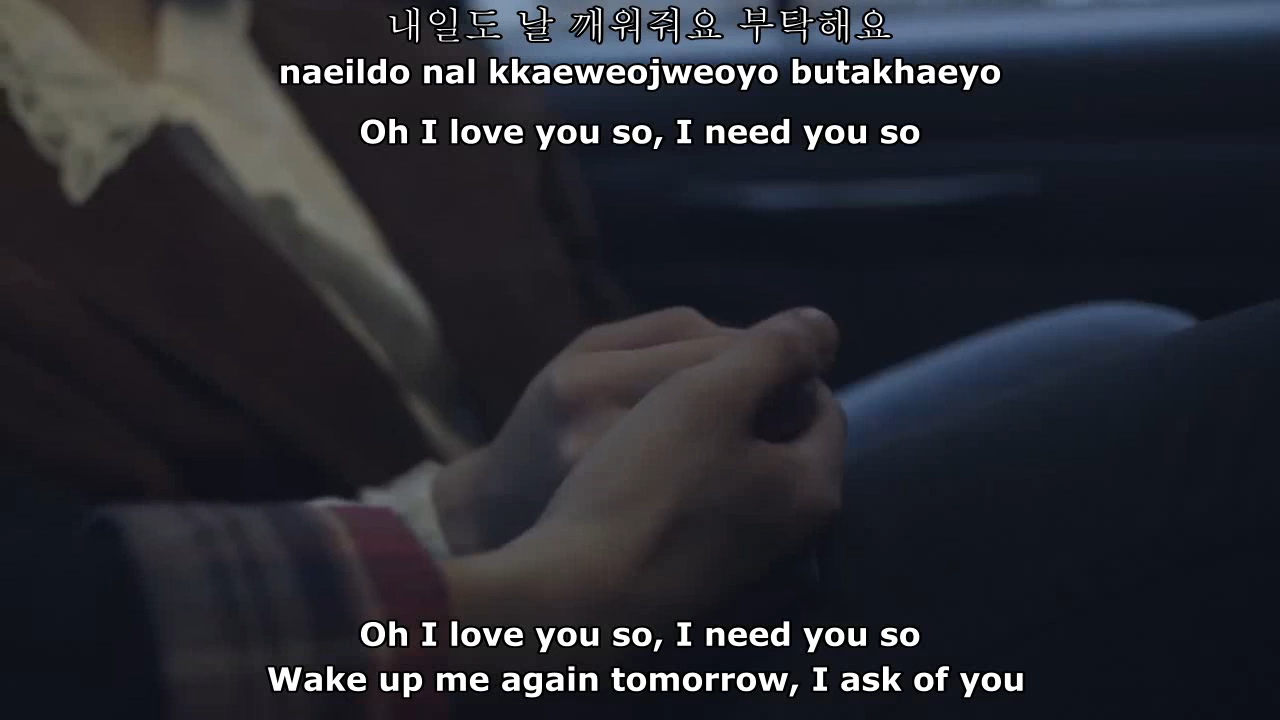 내일도 날 깨워줘요 부탁해요
naeildo nal kkaeweojweoyo butakhaeyo
Oh I love you so, I need you so
Oh I love you so, I need you so
Wake up me again tomorrow, I ask of you